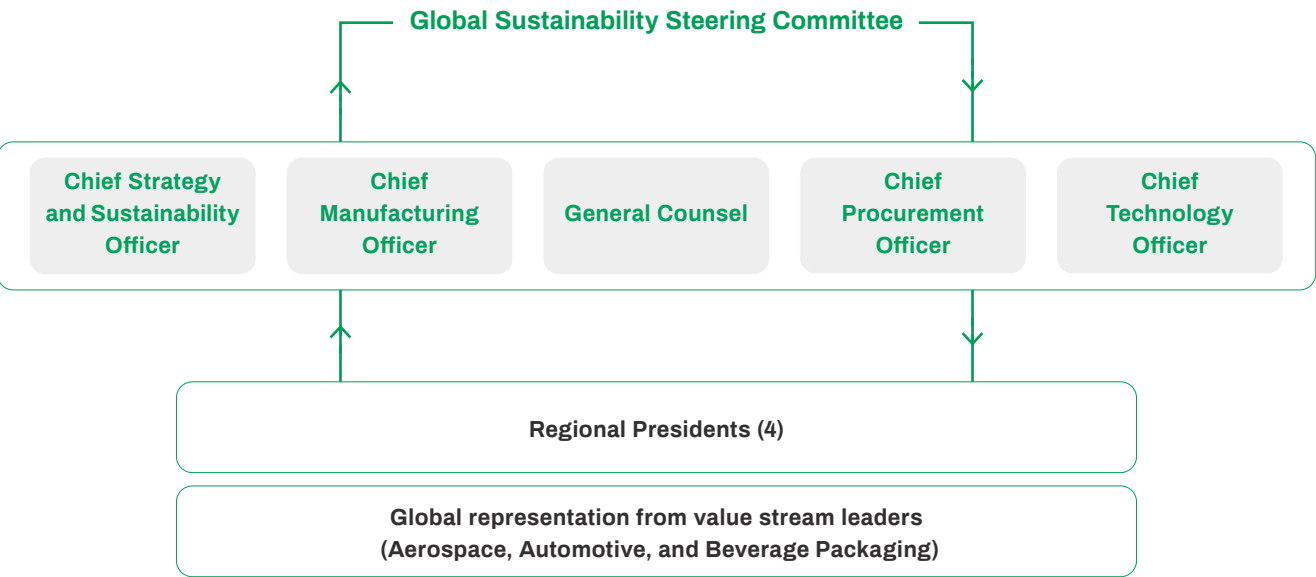 Global Sustainability Steering Committee
Chief Strategy
and Sustainability
Officer
Chief
Manufacturing
Officer
General Counsel
Chief
Procurement
Officer
Chief
Technology
Officer
Regional Presidents (4)
Global representation from value stream leaders
(Aerospace, Automotive, and Beverage Packaging)